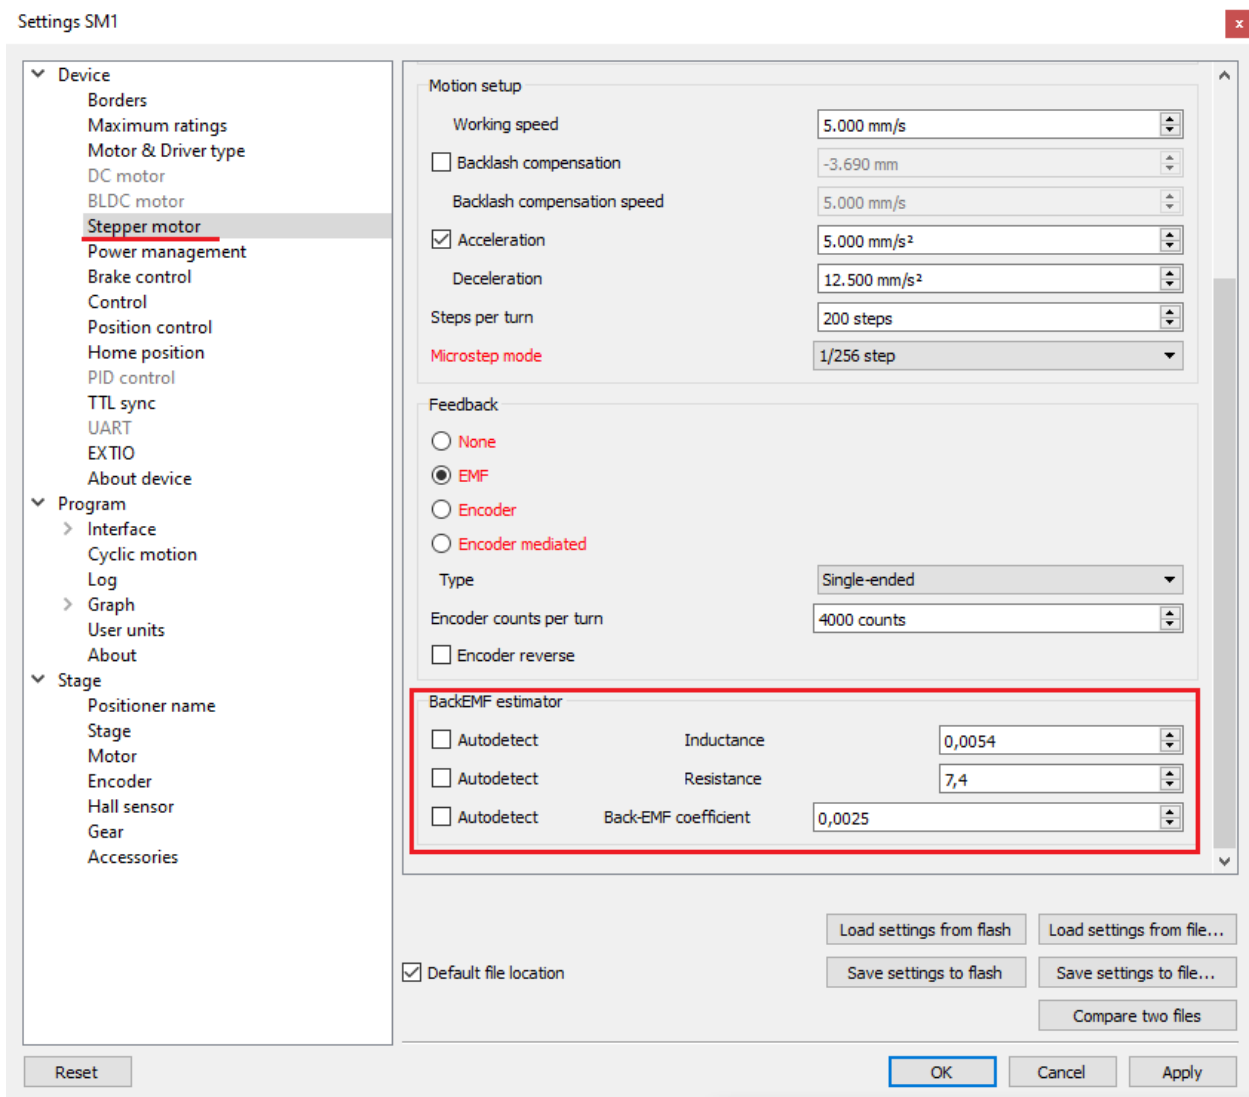 Settings SM1
x
Device
Borders
Maximum ratings
Motor & Driver type
DC motor
BLDC motor
Stepper motor
Power management
Brake control
Control
Position control
Home position
PID control
TTL sync
UART
EXTIO
About device
Program
Interface
Cyclic motion
Log
Graph
User units
About
Stage
Positioner name
Stage
Motor
Encoder
Hall sensor
Gear
Accessories
Motion setup
Working speed 5.000 mm/s
Backlash compensation -3.690 mm
Backlash compensation speed 5.000 mm/s
Acceleration 5.000 mm/s²
Deceleration 12.500 mm/s²
Steps per turn 200 steps
Microstep mode 1/256 step
Feedback
None
EMF
Encoder
Encoder mediated
Type Single-ended
Encoder counts per turn 4000 counts
Encoder reverse
BackEMF estimator
Autodetect Inductance 0,0054
Autodetect Resistance 7,4
Autodetect Back-EMF coefficient 0,0025
Load settings from flash Load settings from file...
Default file location Save settings to flash Save settings to file...
Compare two files
Reset OK Cancel Apply